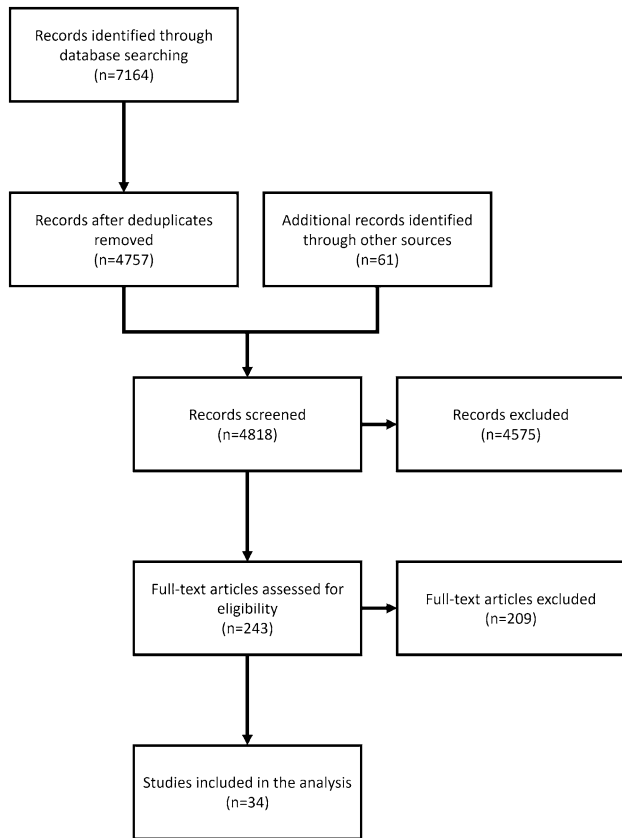 Records identified through
database searching
(n=7164)
Records after deduplicates
removed
(n=4757)
Additional records identified
through other sources
(n=61)
Records screened
(n=4818)
Records excluded
(n=4575)
Full-text articles assessed for
eligibility
(n=243)
Full-text articles excluded
(n=209)
Studies included in the analysis
(n=34)